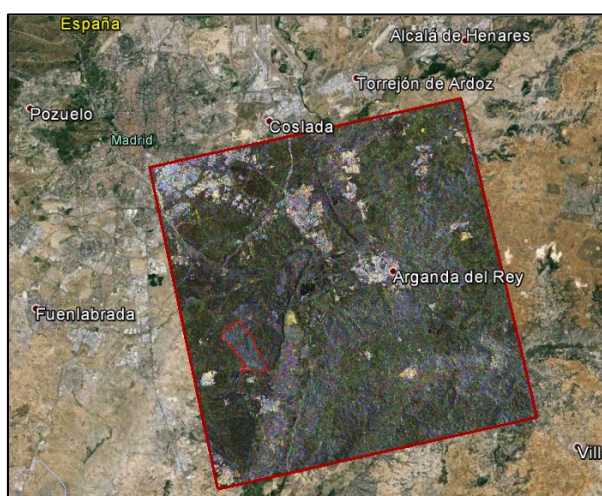 España
Alcalá de Henares
Torrejón de Ardoz
Pozuelo
Coslada
Madrid
Arganda del Rey
Fuenlabrada
Vill